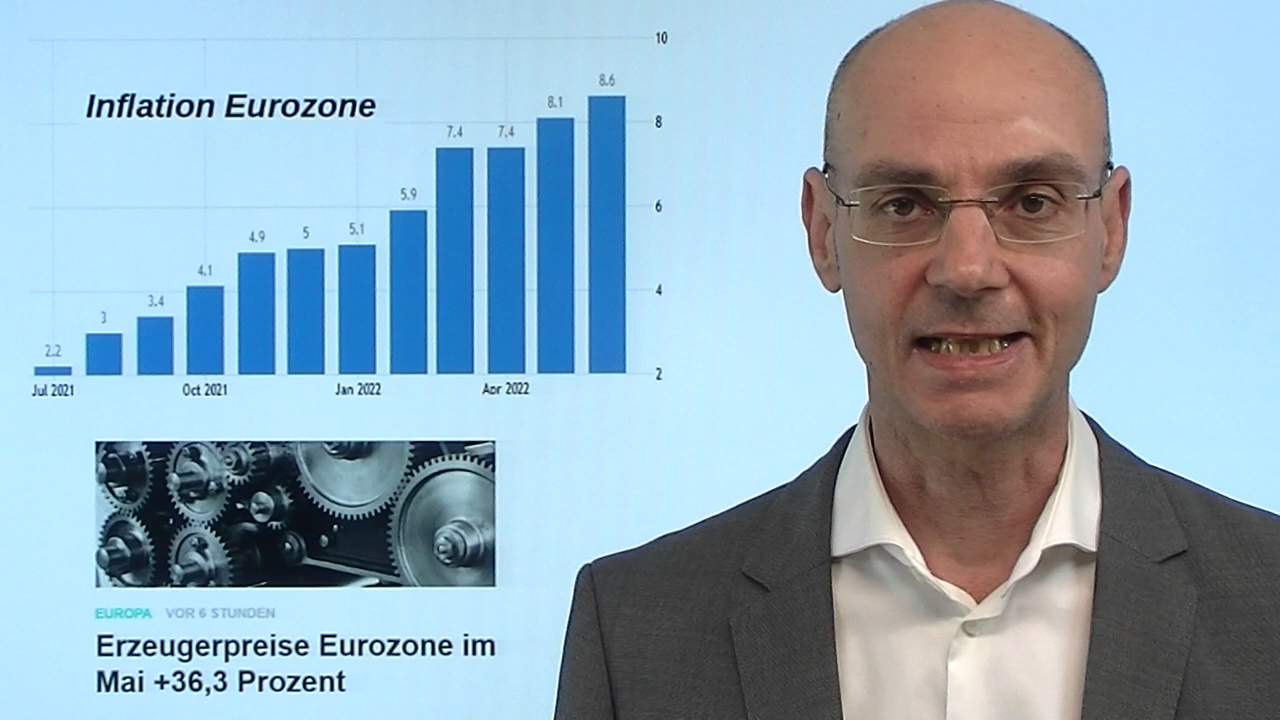 10
Inflation Eurozone
8.6
8.1
8
7.4
7.4
5.9
6
4.9
5
5.1
4.1
4
3.4
3
2.2
2
Jul 2021
Oct 2021
Jan 2022
Apr 2022
EUROPA VOR 6 STUNDEN
Erzeugerpreise Eurozone im
Mai +36,3 Prozent